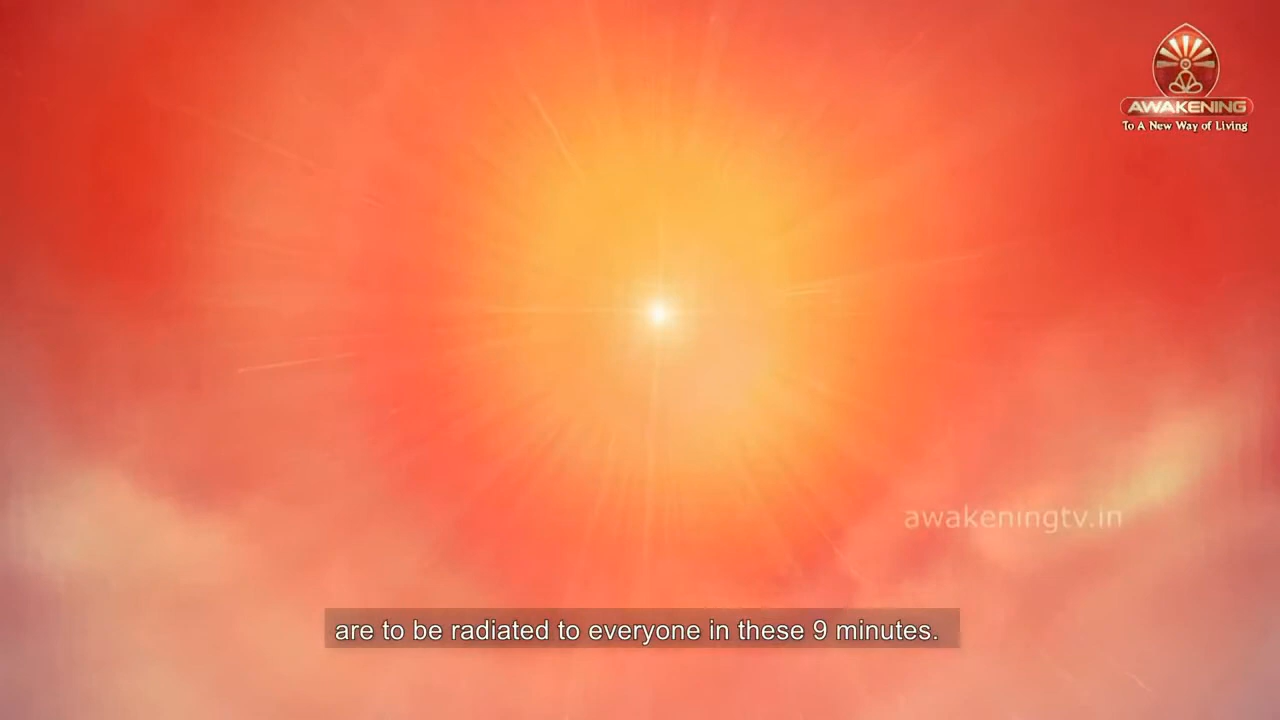 AWAKENING
To A New Way of Living
awakeningtv.in
are to be radiated to everyone in these 9 minutes.